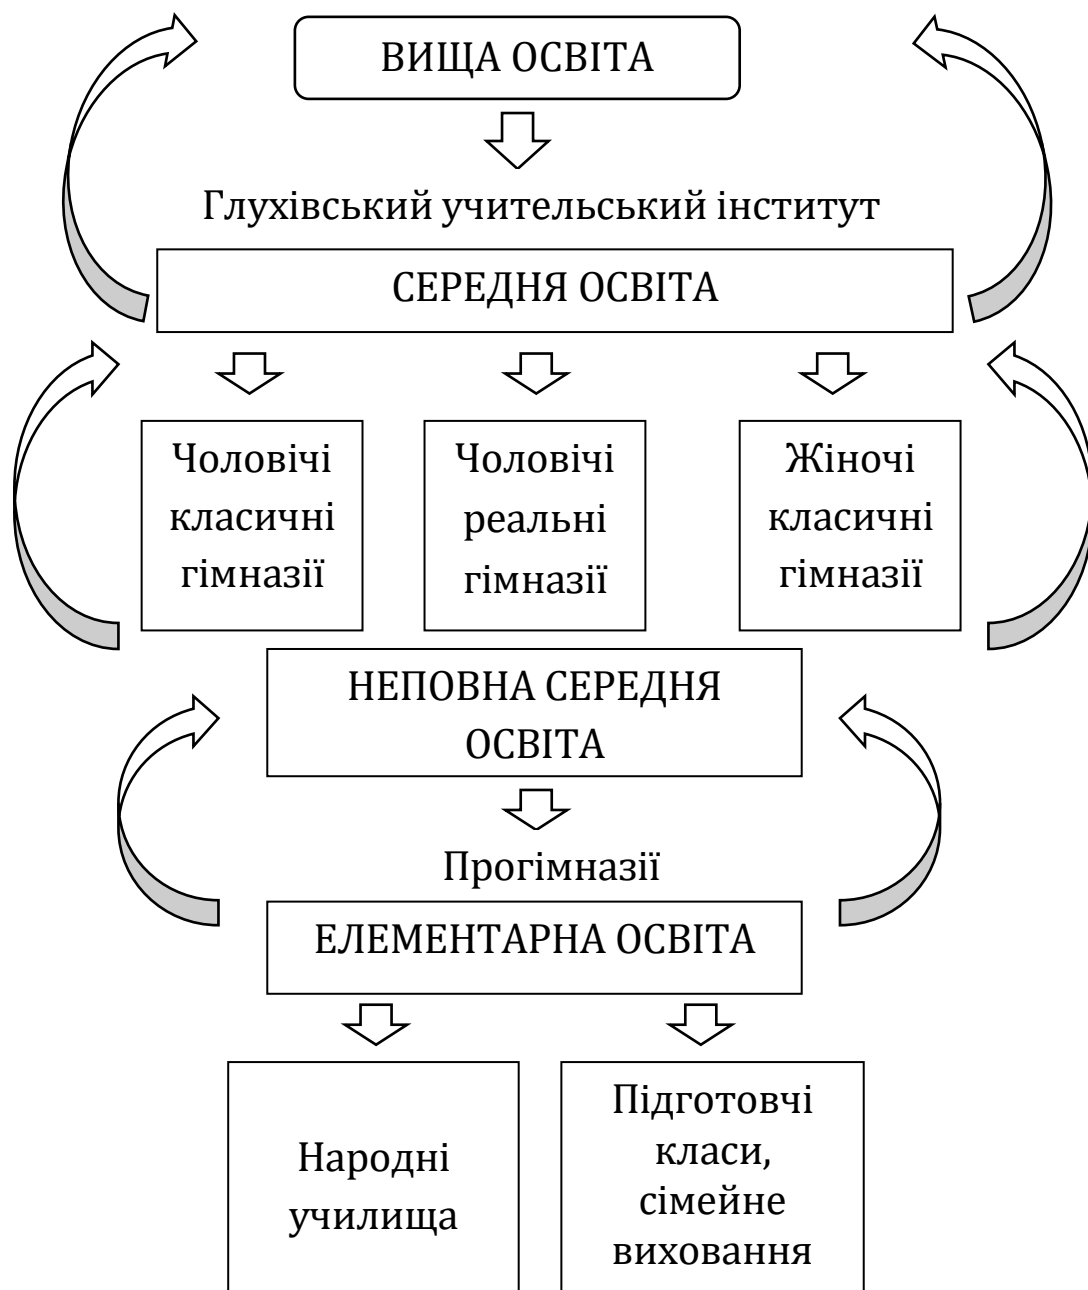 ВИЩА ОСВІТА
Глухівський учительський інститут
СЕРЕДНЯ ОСВІТА
Чоловічі
класичні
гімназії
Чоловічі
реальні
гімназії
Жіночі
класичні
гімназії
НЕПОВНА СЕРЕДНЯ
ОСВІТА
Прогімназії
ЕЛЕМЕНТАРНА ОСВІТА
Народні
училища
Підготовчі
класи,
сімейне
виховання